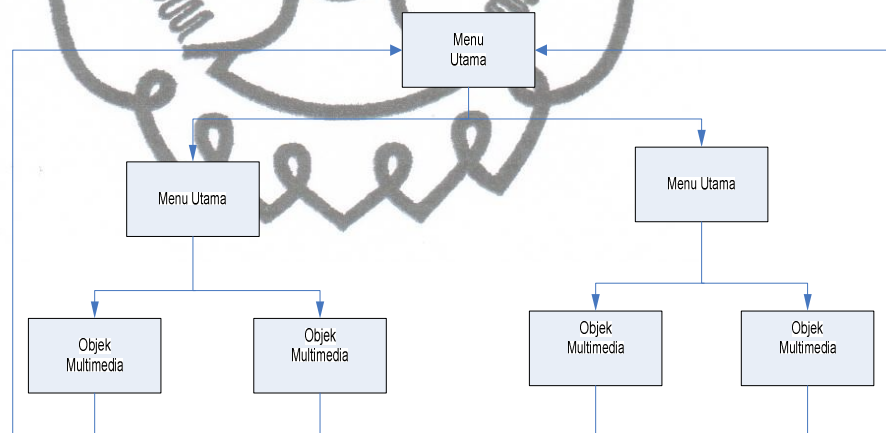 Menu
Utama
Menu Utama
Menu Utama
Objek
Multimedia
Objek
Multimedia
Objek
Multimedia
Objek
Multimedia